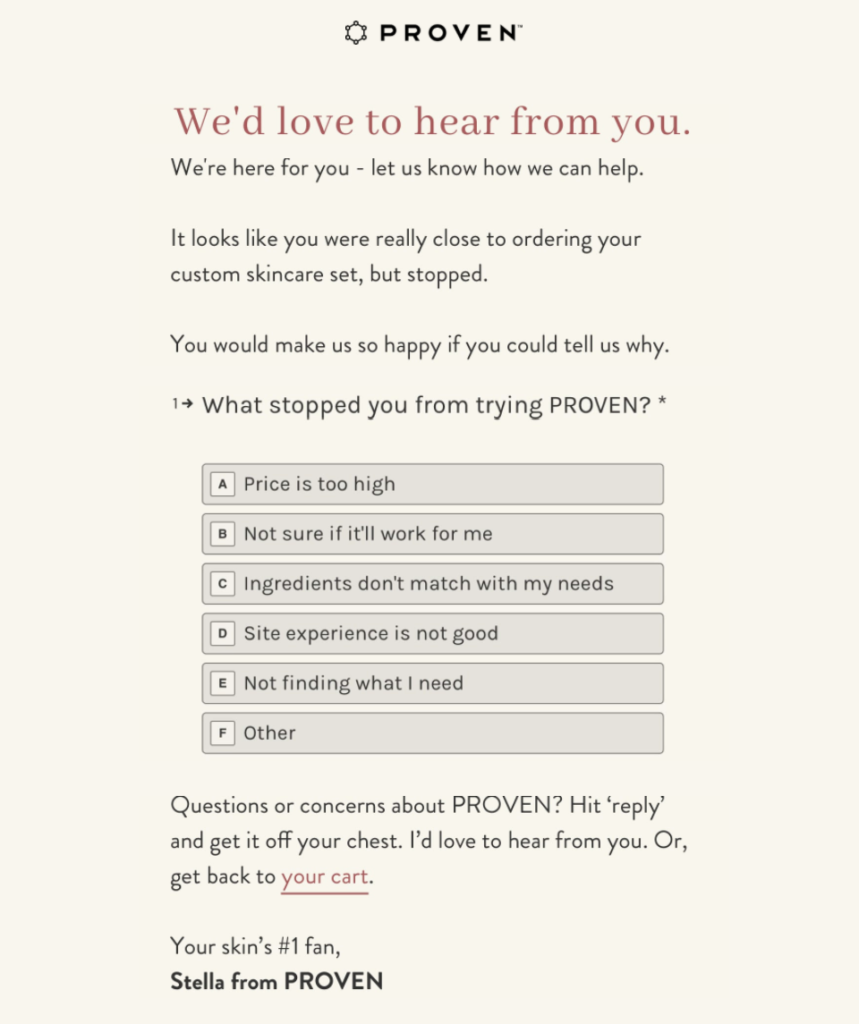 PROVEN™
We'd love to hear from you.
We're here for you - let us know how we can help.
It looks like you were really close to ordering your
custom skincare set, but stopped.
You would make us so happy if you could tell us why.
1→ What stopped you from trying PROVEN? *
A Price is too high
B Not sure if it'll work for me
C Ingredients don't match with my needs
D Site experience is not good
E Not finding what I need
F Other
Questions or concerns about PROVEN? Hit ‘reply’
and get it off your chest. I’d love to hear from you. Or,
get back to your cart.
Your skin’s #1 fan,
Stella from PROVEN